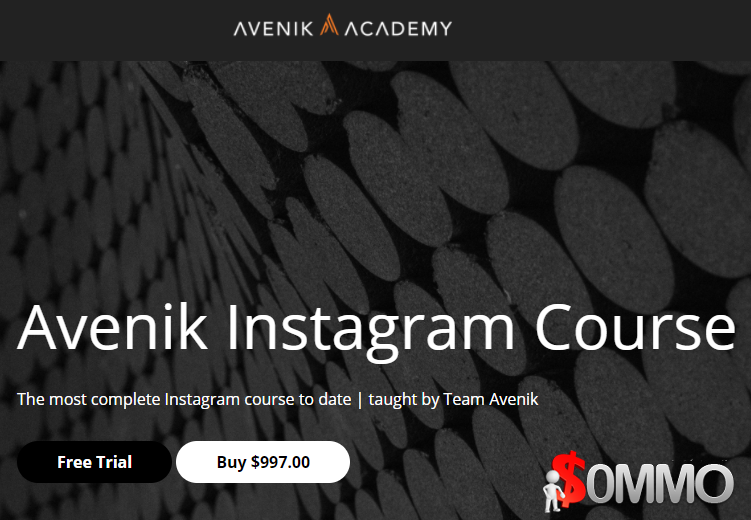 AVENIK ACADEMY
Avenik Instagram Course
The most complete Instagram course to date | taught by Team Avenik
Free Trial
Buy $997.00
$OMMO